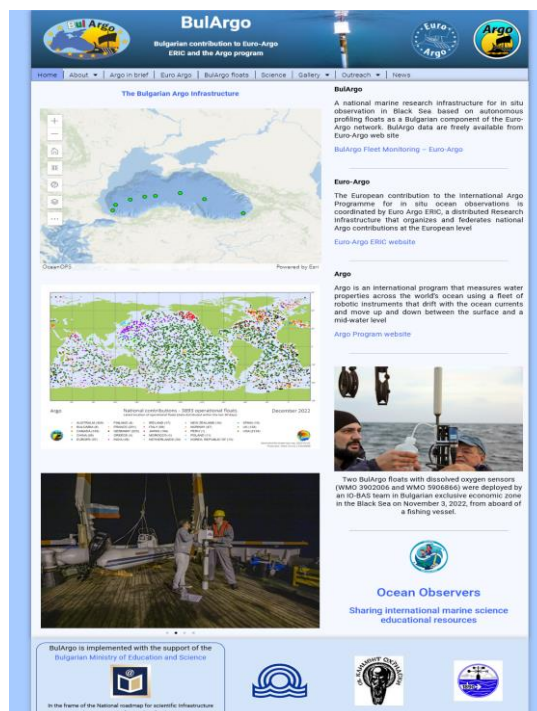 Bul Argo
BulArgo
Bulgarian contribution to Euro-Argo
ERIC and the Argo program
Euro
Argo
Argo
Home
About
Argo in brief
Euro Argo
BulArgo floats
Science
Gallery
Outreach
News
The Bulgarian Argo Infrastructure
OceanOPS
Powered by Esri
Argo
National contributions - 3883 operational floats
December 2022
BulArgo
A national marine research infrastructure for in situ
observation in Black Sea based on autonomous
profiling floats as a Bulgarian component of the Euro-
Argo network. BulArgo data are freely available from
Euro-Argo web site
BulArgo Fleet Monitoring – Euro-Argo
Euro-Argo
The European contribution to the International Argo
Programme for in situ ocean observations is
coordinated by Euro Argo ERIC, a distributed Research
Infrastructure that organizes and federates national
Argo contributions at the European level
Euro-Argo ERIC website
Argo
Argo is an international program that measures water
properties across the world's ocean using a fleet of
robotic instruments that drift with the ocean currents
and move up and down between the surface and a
mid-water level
Argo Program website
Two BulArgo floats with dissolved oxygen sensors
(WMO 3902006 and WMO 5906866) were deployed by
an IO-BAS team in Bulgarian exclusive economic zone
in the Black Sea on November 3, 2022, from aboard of
a fishing vessel.
Ocean Observers
Sharing international marine science
educational resources
BulArgo is implemented with the support of the
Bulgarian Ministry of Education and Science
In the frame of the National roadmap for scientific Infrastructure